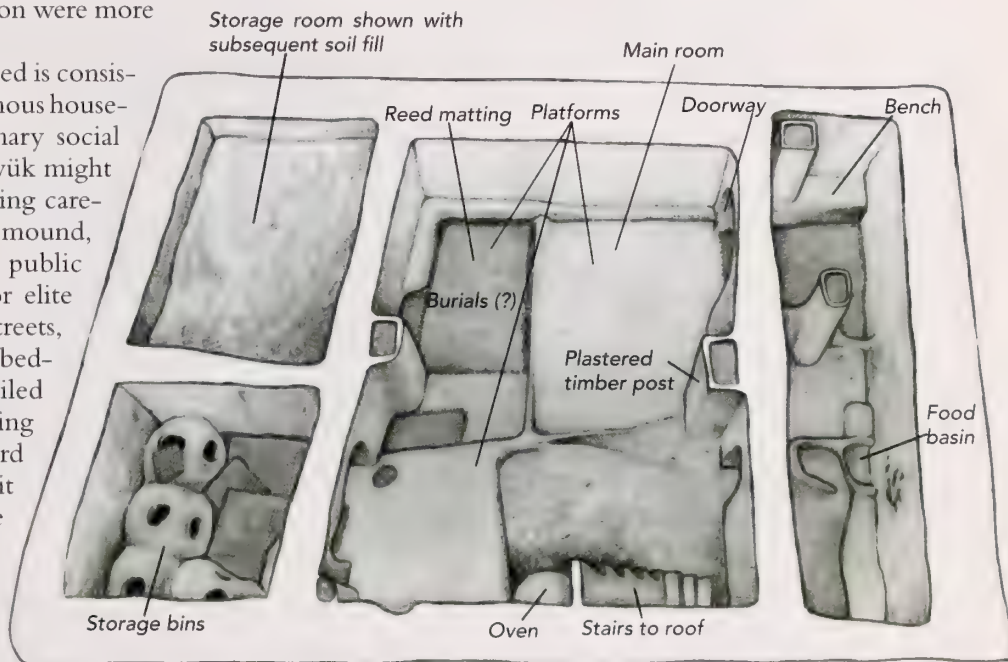 on were more
ed is consis-
nous house-
nary social
yük might
ing care-
mound,
public
or elite
treets,
bed-
iled
ing
rd
it
Storage room shown with
subsequent soil fill
Main room
Reed matting
Platforms
Doorway
Bench
Burials (?)
Plastered
timber post
Food
basin
Storage bins
Oven
Stairs to roof